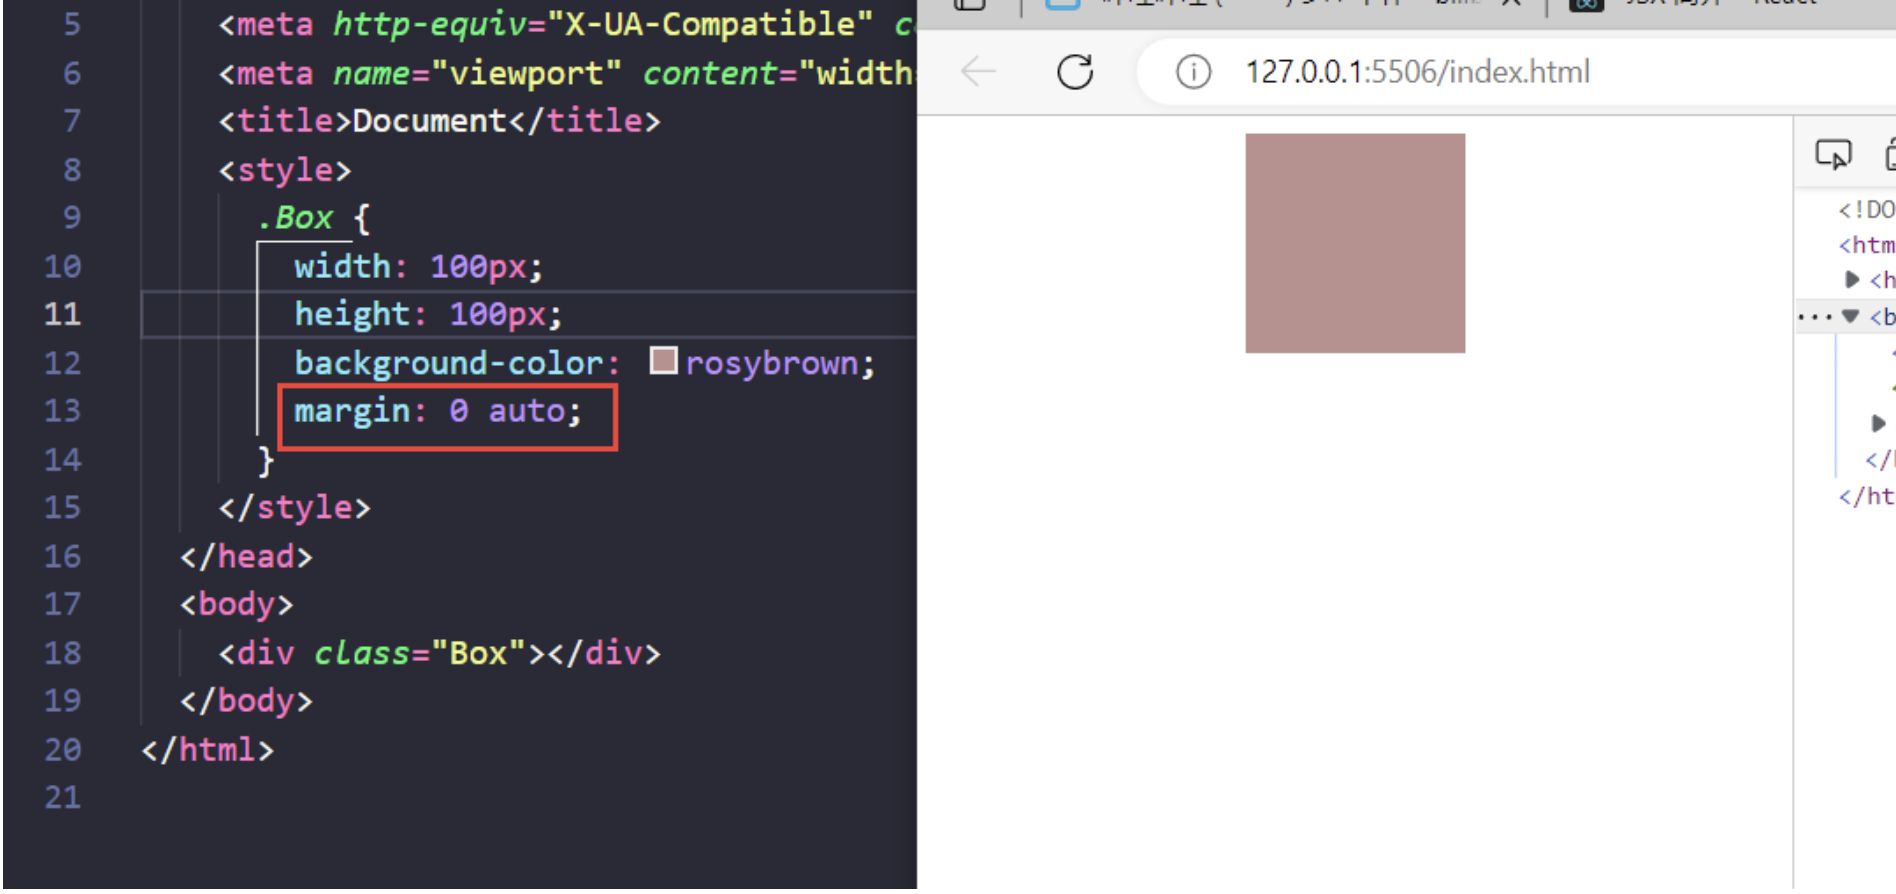 5 <meta http-equiv="X-UA-Compatible"
6 <meta name="viewport" content="width
7 <title>Document</title>
8 <style>
9 .Box {
10 width: 100px;
11 height: 100px;
12 background-color: rosybrown;
13 margin: 0 auto;
14 }
15 </style>
16 </head>
17 <body>
18 <div class="Box"></div>
19 </body>
20 </html>
21
127.0.0.1:5506/index.html
<!DO
<htm
<h
... <b
</ht